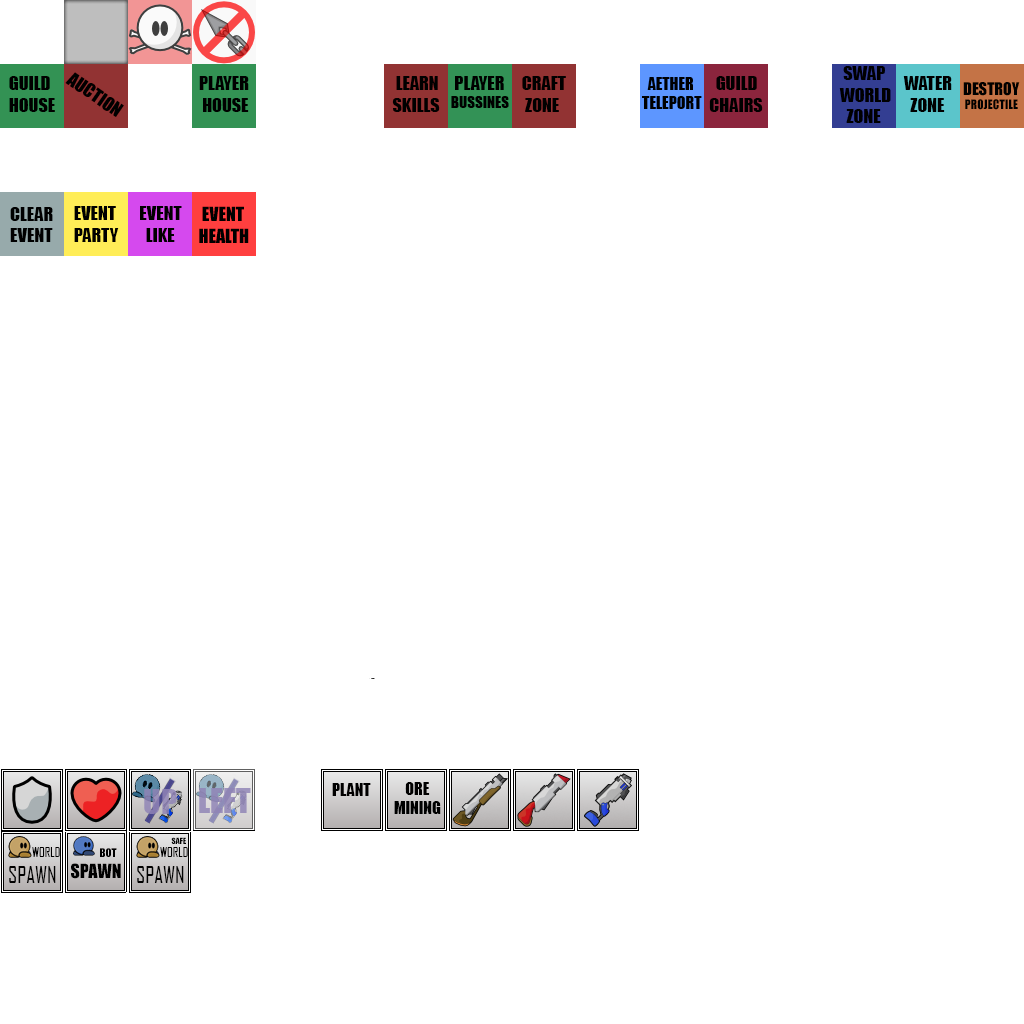 GUILD
HOUSE
AUCTION
PLAYER
HOUSE
LEARN
SKILLS
PLAYER
BUSSINES
CRAFT
ZONE
AETHER
TELEPORT
GUILD
CHAIRS
SWAP
WORLD
ZONE
WATER
ZONE
DESTROY
PROJECTILE
CLEAR
EVENT
EVENT
PARTY
EVENT
LIKE
EVENT
HEALTH
-
UP
LEFT
PLANT
ORE
MINING
WORLD
SPAWN
BOT
SPAWN
SAFE
WORLD
SPAWN